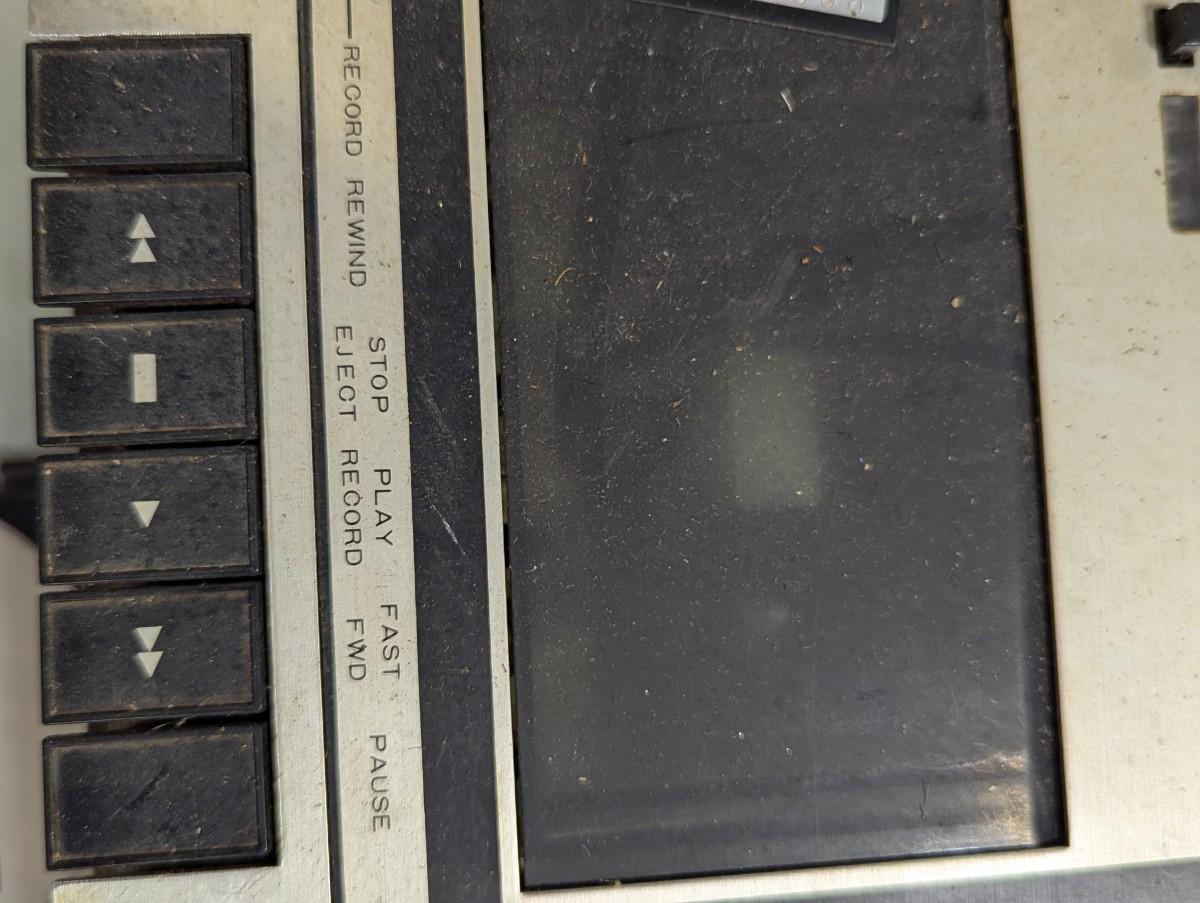 RECORD
REWIND
STOP
EJECT
PLAY
RECORD
FAST
FWD
PAUSE